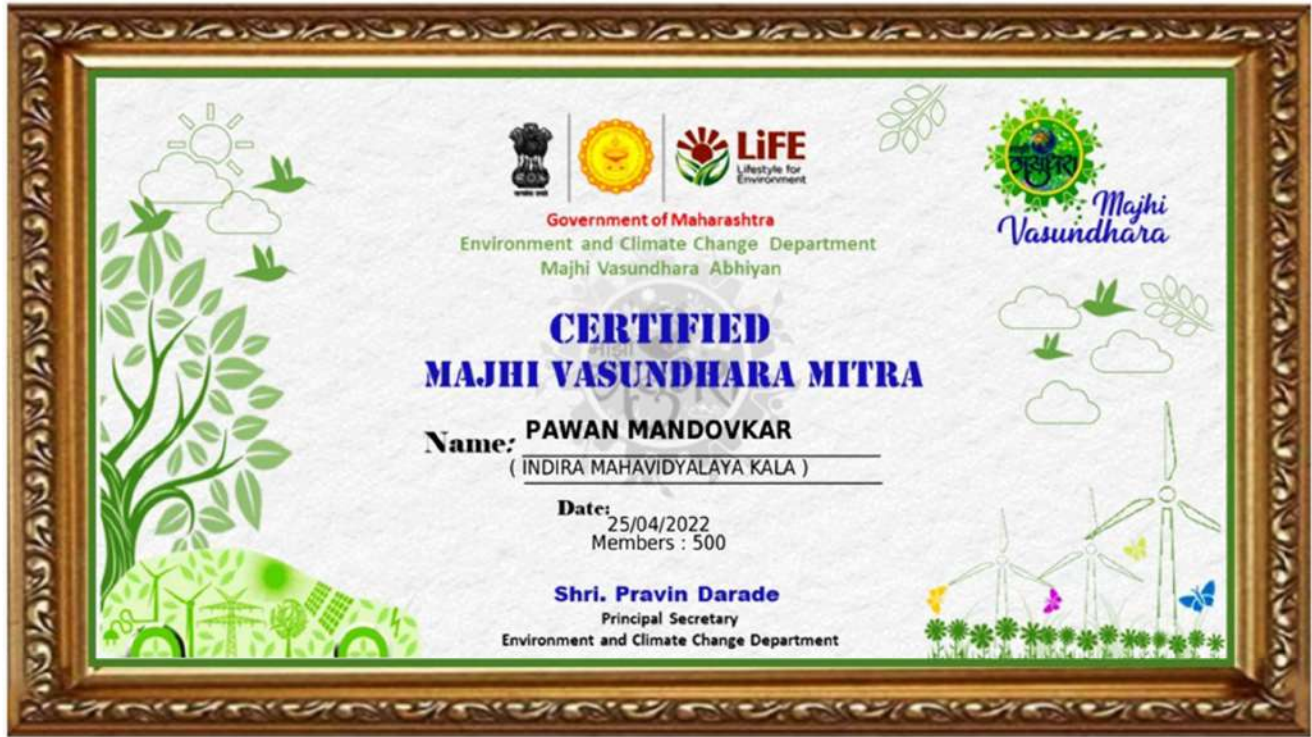 LiFE
Lifestyle for
Environment
Majhi
Vasundhara
Government of Maharashtra
Environment and Climate Change Department
Majhi Vasundhara Abhiyan
CERTIFIED
माझी
MAJHI VASUNDHARA MITRA
Name: PAWAN MANDOVKAR
( INDIRA MAHAVIDYALAYA KALA )
Date:
25/04/2022
Members : 500
Shri. Pravin Darade
Principal Secretary
Environment and Climate Change Department